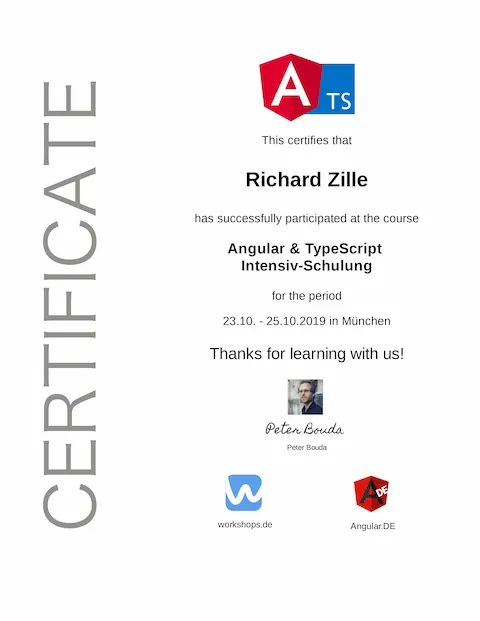 CERTIFICATE
A TS
This certifies that
Richard Zille
has successfully participated at the course
Angular & TypeScript
Intensiv-Schulung
for the period
23.10. - 25.10.2019 in München
Thanks for learning with us!
Peter Bouda
Peter Bouda
W
A DE
workshops.de
Angular.DE